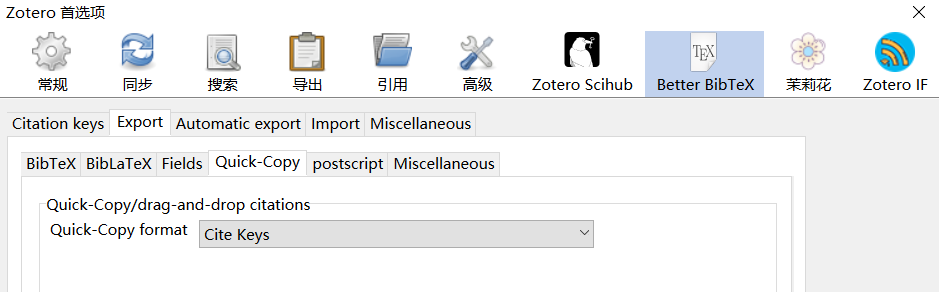 Zotero 首选项
常规 同步 搜索 导出 引用 高级 Zotero Scihub Better BibTeX 茉莉花 Zotero IF
Citation keys Export Automatic export Import Miscellaneous
BibTeX BibLaTeX Fields Quick-Copy postscript Miscellaneous
Quick-Copy/drag-and-drop citations
Quick-Copy format Cite Keys